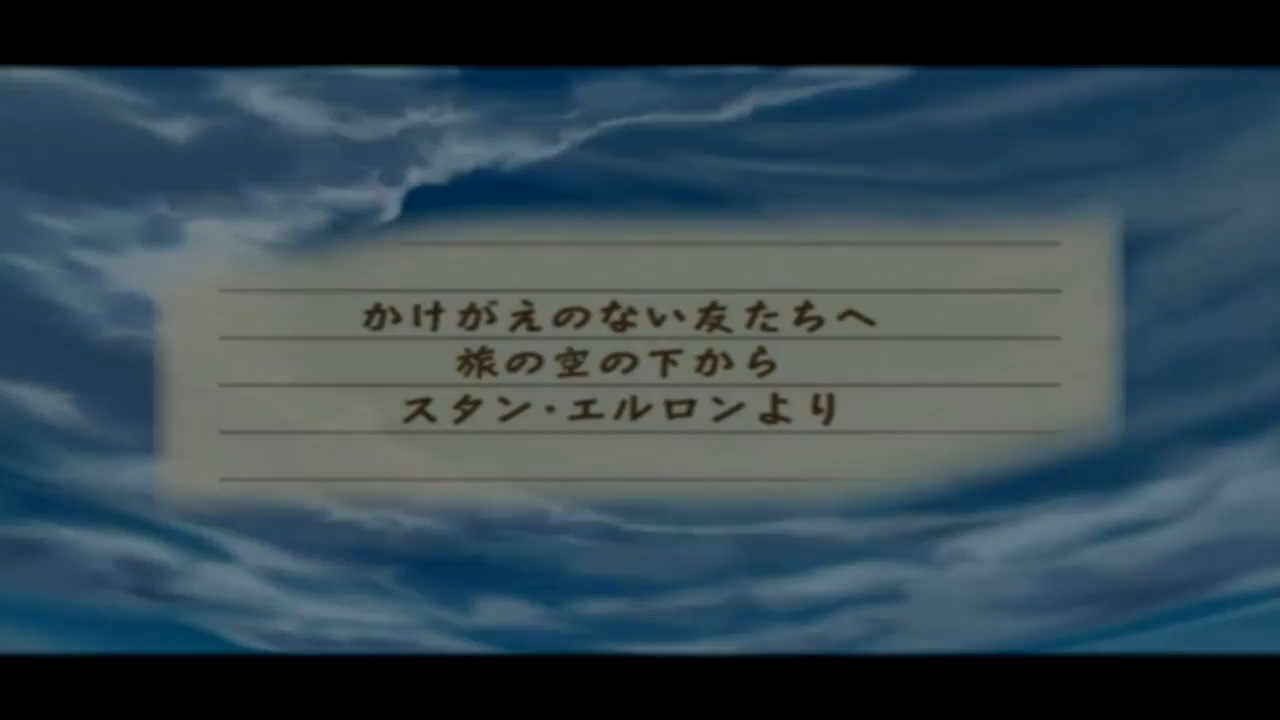 かけがえのない友たちへ
旅の空の下から
スタン・エルロンより